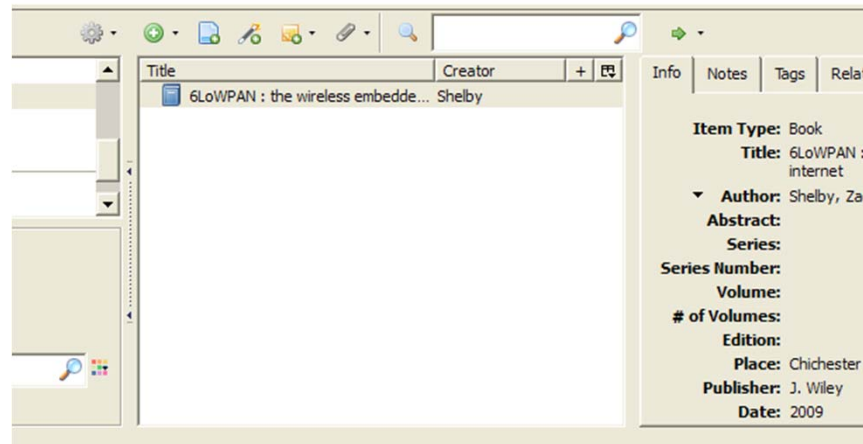 Title Creator +
6LoWPAN : the wireless embedde... Shelby
Info Notes Tags Rela
Item Type: Book
Title: 6LoWPAN :
internet
Author: Shelby, Za
Abstract:
Series:
Series Number:
Volume:
# of Volumes:
Edition:
Place: Chichester
Publisher: J. Wiley
Date: 2009